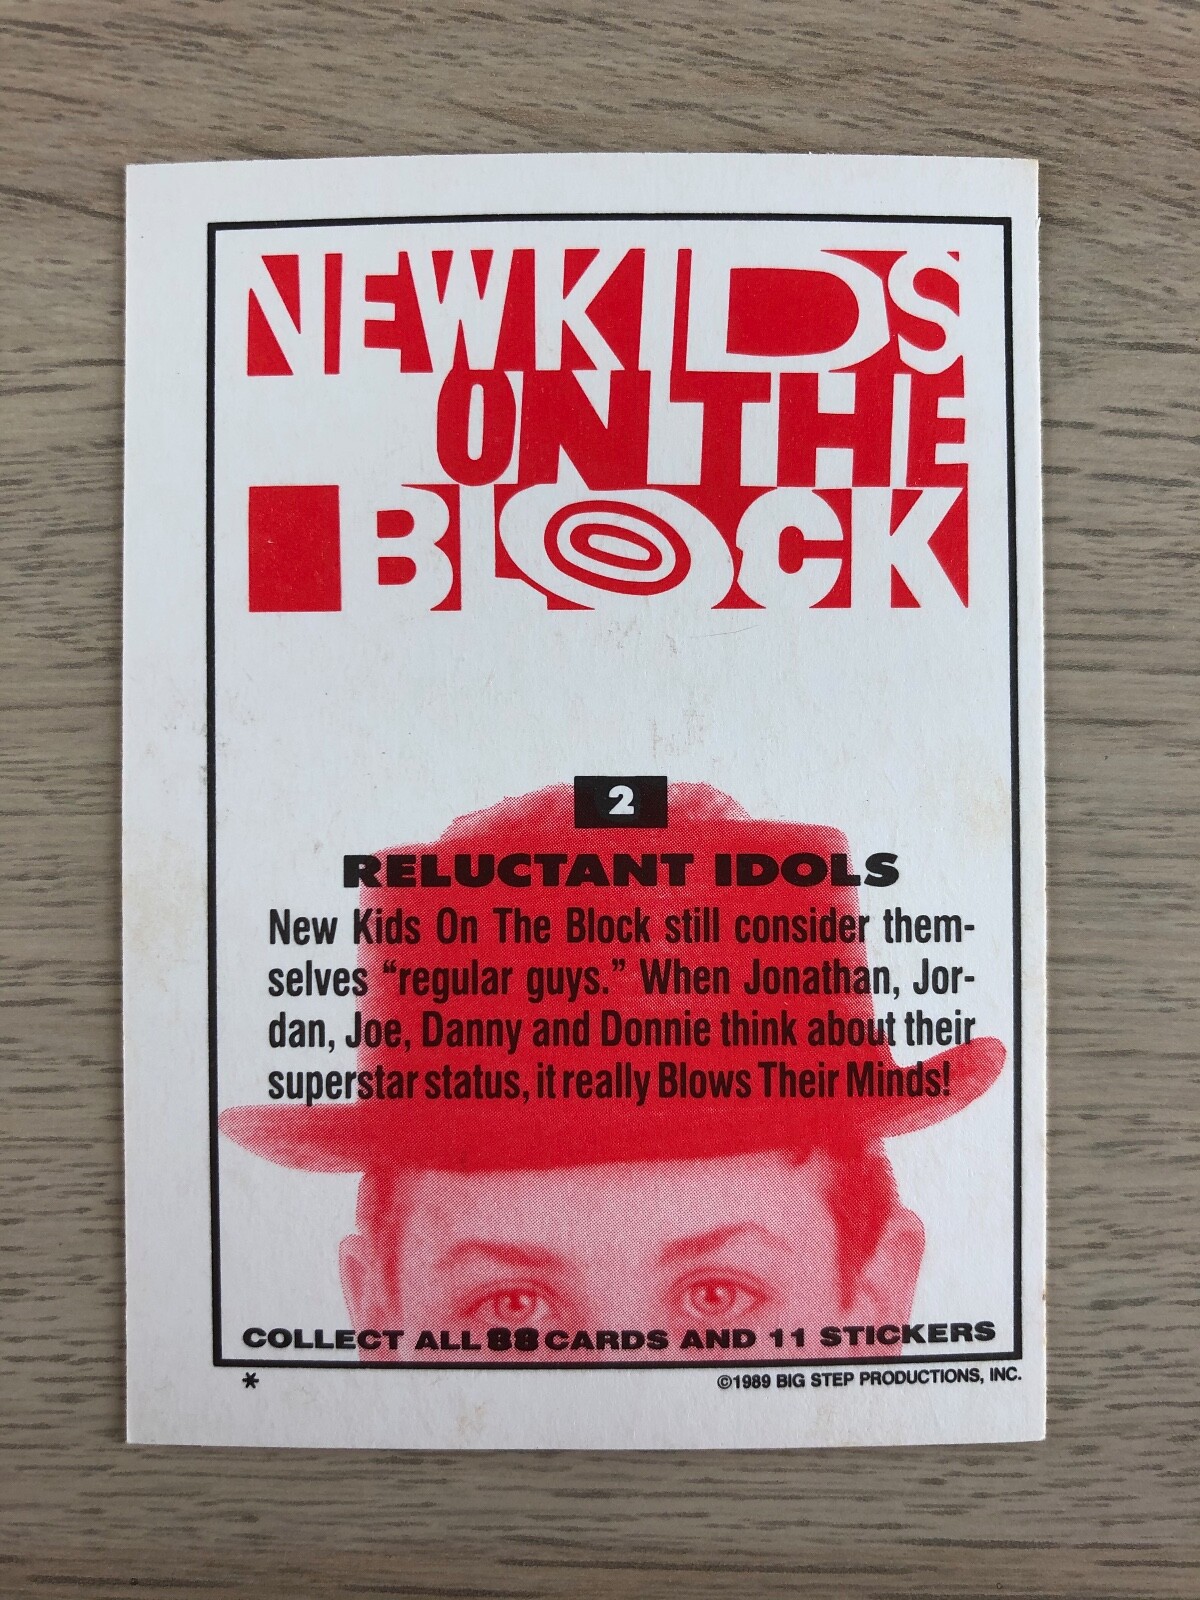 NEW KIDS
ON THE
BLOCK
2
RELUCTANT IDOLS
New Kids On The Block still consider them-
selves “regular guys.” When Jonathan, Jor-
dan, Joe, Danny and Donnie think about their
superstar status, it really Blows Their Minds!
COLLECT ALL 88 CARDS AND 11 STICKERS
* ©1989 BIG STEP PRODUCTIONS, INC.